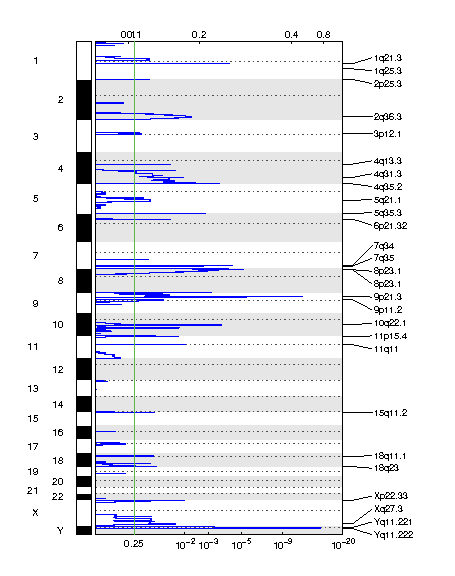 0.2 0.4 0.8
1
2
3
4
5
6
7
8
9
10
11
12
13
14
15
16
17
18
19
20
21
22
X
Y
1q21.3
1q25.3
2p25.3
2q36.3
3p12.1
4q13.3
4q31.3
4q35.2
5q21.1
5q35.3
6p21.32
7q34
7q35
8p23.1
8p23.1
9p21.3
9p11.2
10q22.1
11p15.4
11q11
15q11.2
18q11.1
18q23
Xp22.33
Xq27.3
Yq11.221
Yq11.222
0.25 10⁻² 10⁻³ 10⁻⁵ 10⁻⁹ 10⁻²⁰